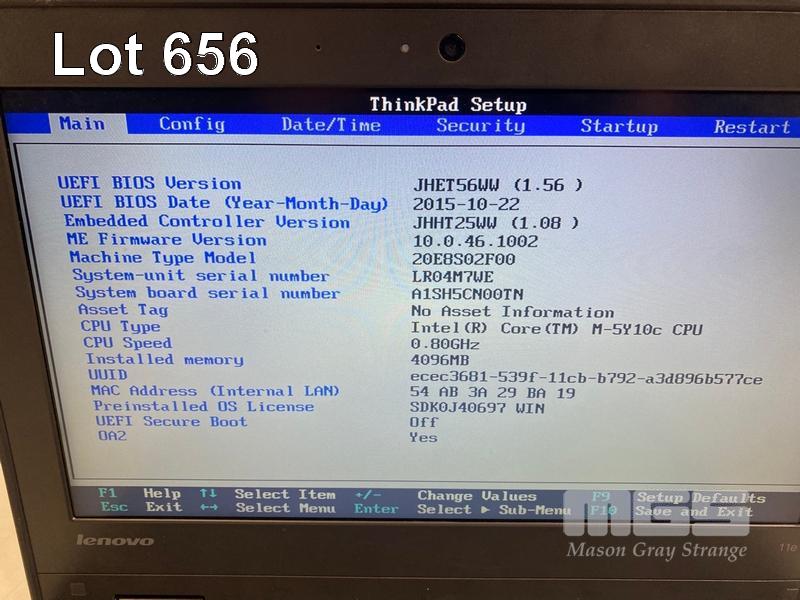 Lot 656
ThinkPad Setup
Main Config Date/Time Security Startup Restart
UEFI BIOS Version JHET56WW (1.56 )
UEFI BIOS Date (Year-Month-Day) 2015-10-22
Embedded Controller Version JHHT25WW (1.08 )
ME Firmware Version 10.0.46.1002
Machine Type Model 20E8S02F00
System-unit serial number LR04M7WE
System board serial number A1SH5CN00TN
Asset Tag No Asset Information
CPU Type Intel(R) Core(TM) M-5Y10c CPU
CPU Speed 0.80GHz
Installed memory 4096MB
UUID ecec3681-539f-11cb-b792-a3d896b577ce
MAC Address (Internal LAN) 54 AB 3A 29 BA 19
Preinstalled OS License SDK0J40697 WIN
UEFI Secure Boot Off
OA2 Yes
F1 Help ↑↓ Select Item +/- Change Values F9 Setup Defaults
Esc Exit ↔ Select Menu Enter Select ▶ Sub-Menu F10 Save and Exit
MGS
lenovo
Mason Gray Strange
11e